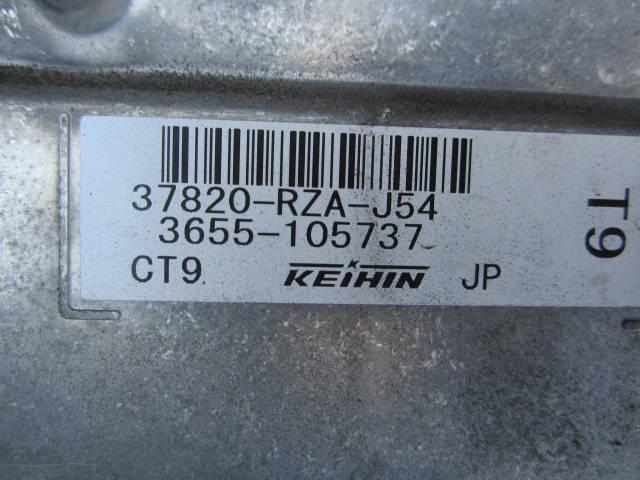 37820-RZA-J54
3655-105737
CT9 KEIHIN JP
T9